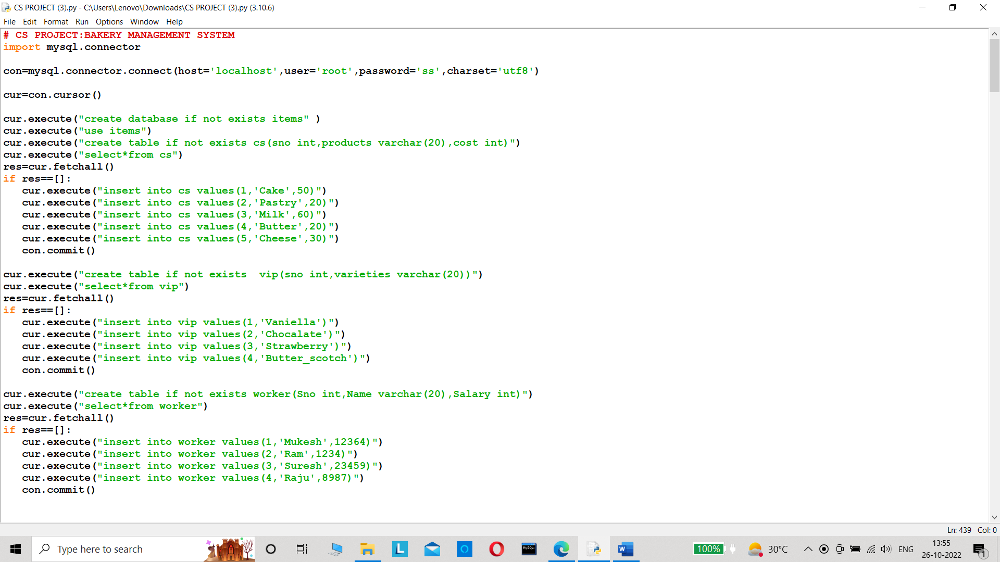 CS PROJECT (3).py - C:\Users\Lenovo\Downloads\CS PROJECT (3).py (3.10.6)
File Edit Format Run Options Window Help
# CS PROJECT:BAKERY MANAGEMENT SYSTEM
import mysql.connector
con=mysql.connector.connect(host='localhost',user='root',password='ss',charset='utf8')
cur=con.cursor()
cur.execute("create database if not exists items" )
cur.execute("use items")
cur.execute("create table if not exists cs(sno int,products varchar(20),cost int)")
cur.execute("select*from cs")
res=cur.fetchall()
if res==[]:
   cur.execute("insert into cs values(1,'Cake',50)")
   cur.execute("insert into cs values(2,'Pastry',20)")
   cur.execute("insert into cs values(3,'Milk',60)")
   cur.execute("insert into cs values(4,'Butter',20)")
   cur.execute("insert into cs values(5,'Cheese',30)")
   con.commit()
cur.execute("create table if not exists  vip(sno int,varieties varchar(20))")
cur.execute("select*from vip")
res=cur.fetchall()
if res==[]:
   cur.execute("insert into vip values(1,'Vaniella')")
   cur.execute("insert into vip values(2,'Chocalate')")
   cur.execute("insert into vip values(3,'Strawberry')")
   cur.execute("insert into vip values(4,'Butter_scotch')")
   con.commit()
cur.execute("create table if not exists worker(Sno int,Name varchar(20),Salary int)")
cur.execute("select*from worker")
res=cur.fetchall()
if res==[]:
   cur.execute("insert into worker values(1,'Mukesh',12364)")
   cur.execute("insert into worker values(2,'Ram',1234)")
   cur.execute("insert into worker values(3,'Suresh',23459)")
   cur.execute("insert into worker values(4,'Raju',8987)")
   con.commit()
Ln: 439 Col: 0
Type here to search
L
MySQL
W
100%
30°C
ENG
13:55
26-10-2022
1